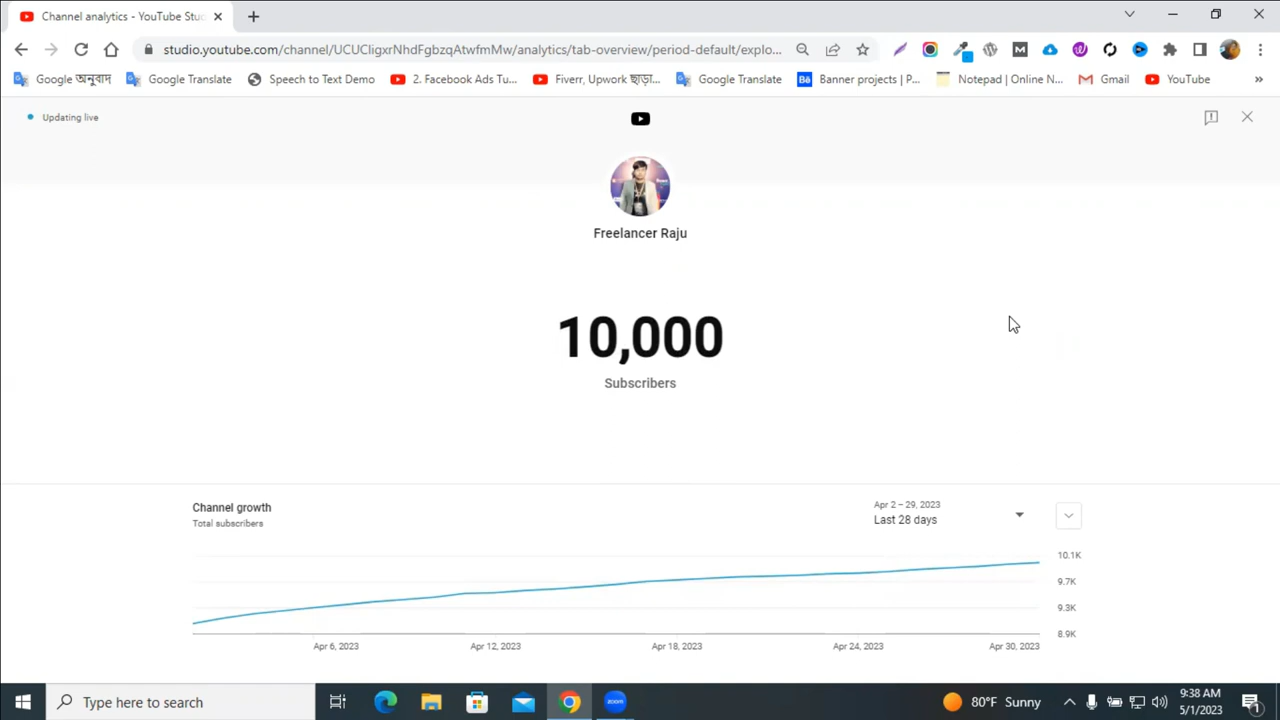 Channel analytics - YouTube Stu
studio.youtube.com/channel/UCUCligxrNhdFgbzqAtwfmMw/analytics/tab-overview/period-default/explo...
Google অনুবাদ
Google Translate
Speech to Text Demo
2. Facebook Ads Tu...
Fiverr, Upwork ছাড়া...
Google Translate
Bē
Banner projects | P...
Notepad | Online N...
Gmail
YouTube
»
Updating live
Freelancer Raju
10,000
Subscribers
Channel growth
Total subscribers
Apr 2 – 29, 2023
Last 28 days
10.1K
9.7K
9.3K
8.9K
Apr 6, 2023
Apr 12, 2023
Apr 18, 2023
Apr 24, 2023
Apr 30, 2023
Type here to search
zoom
80°F Sunny
9:38 AM
5/1/2023
1